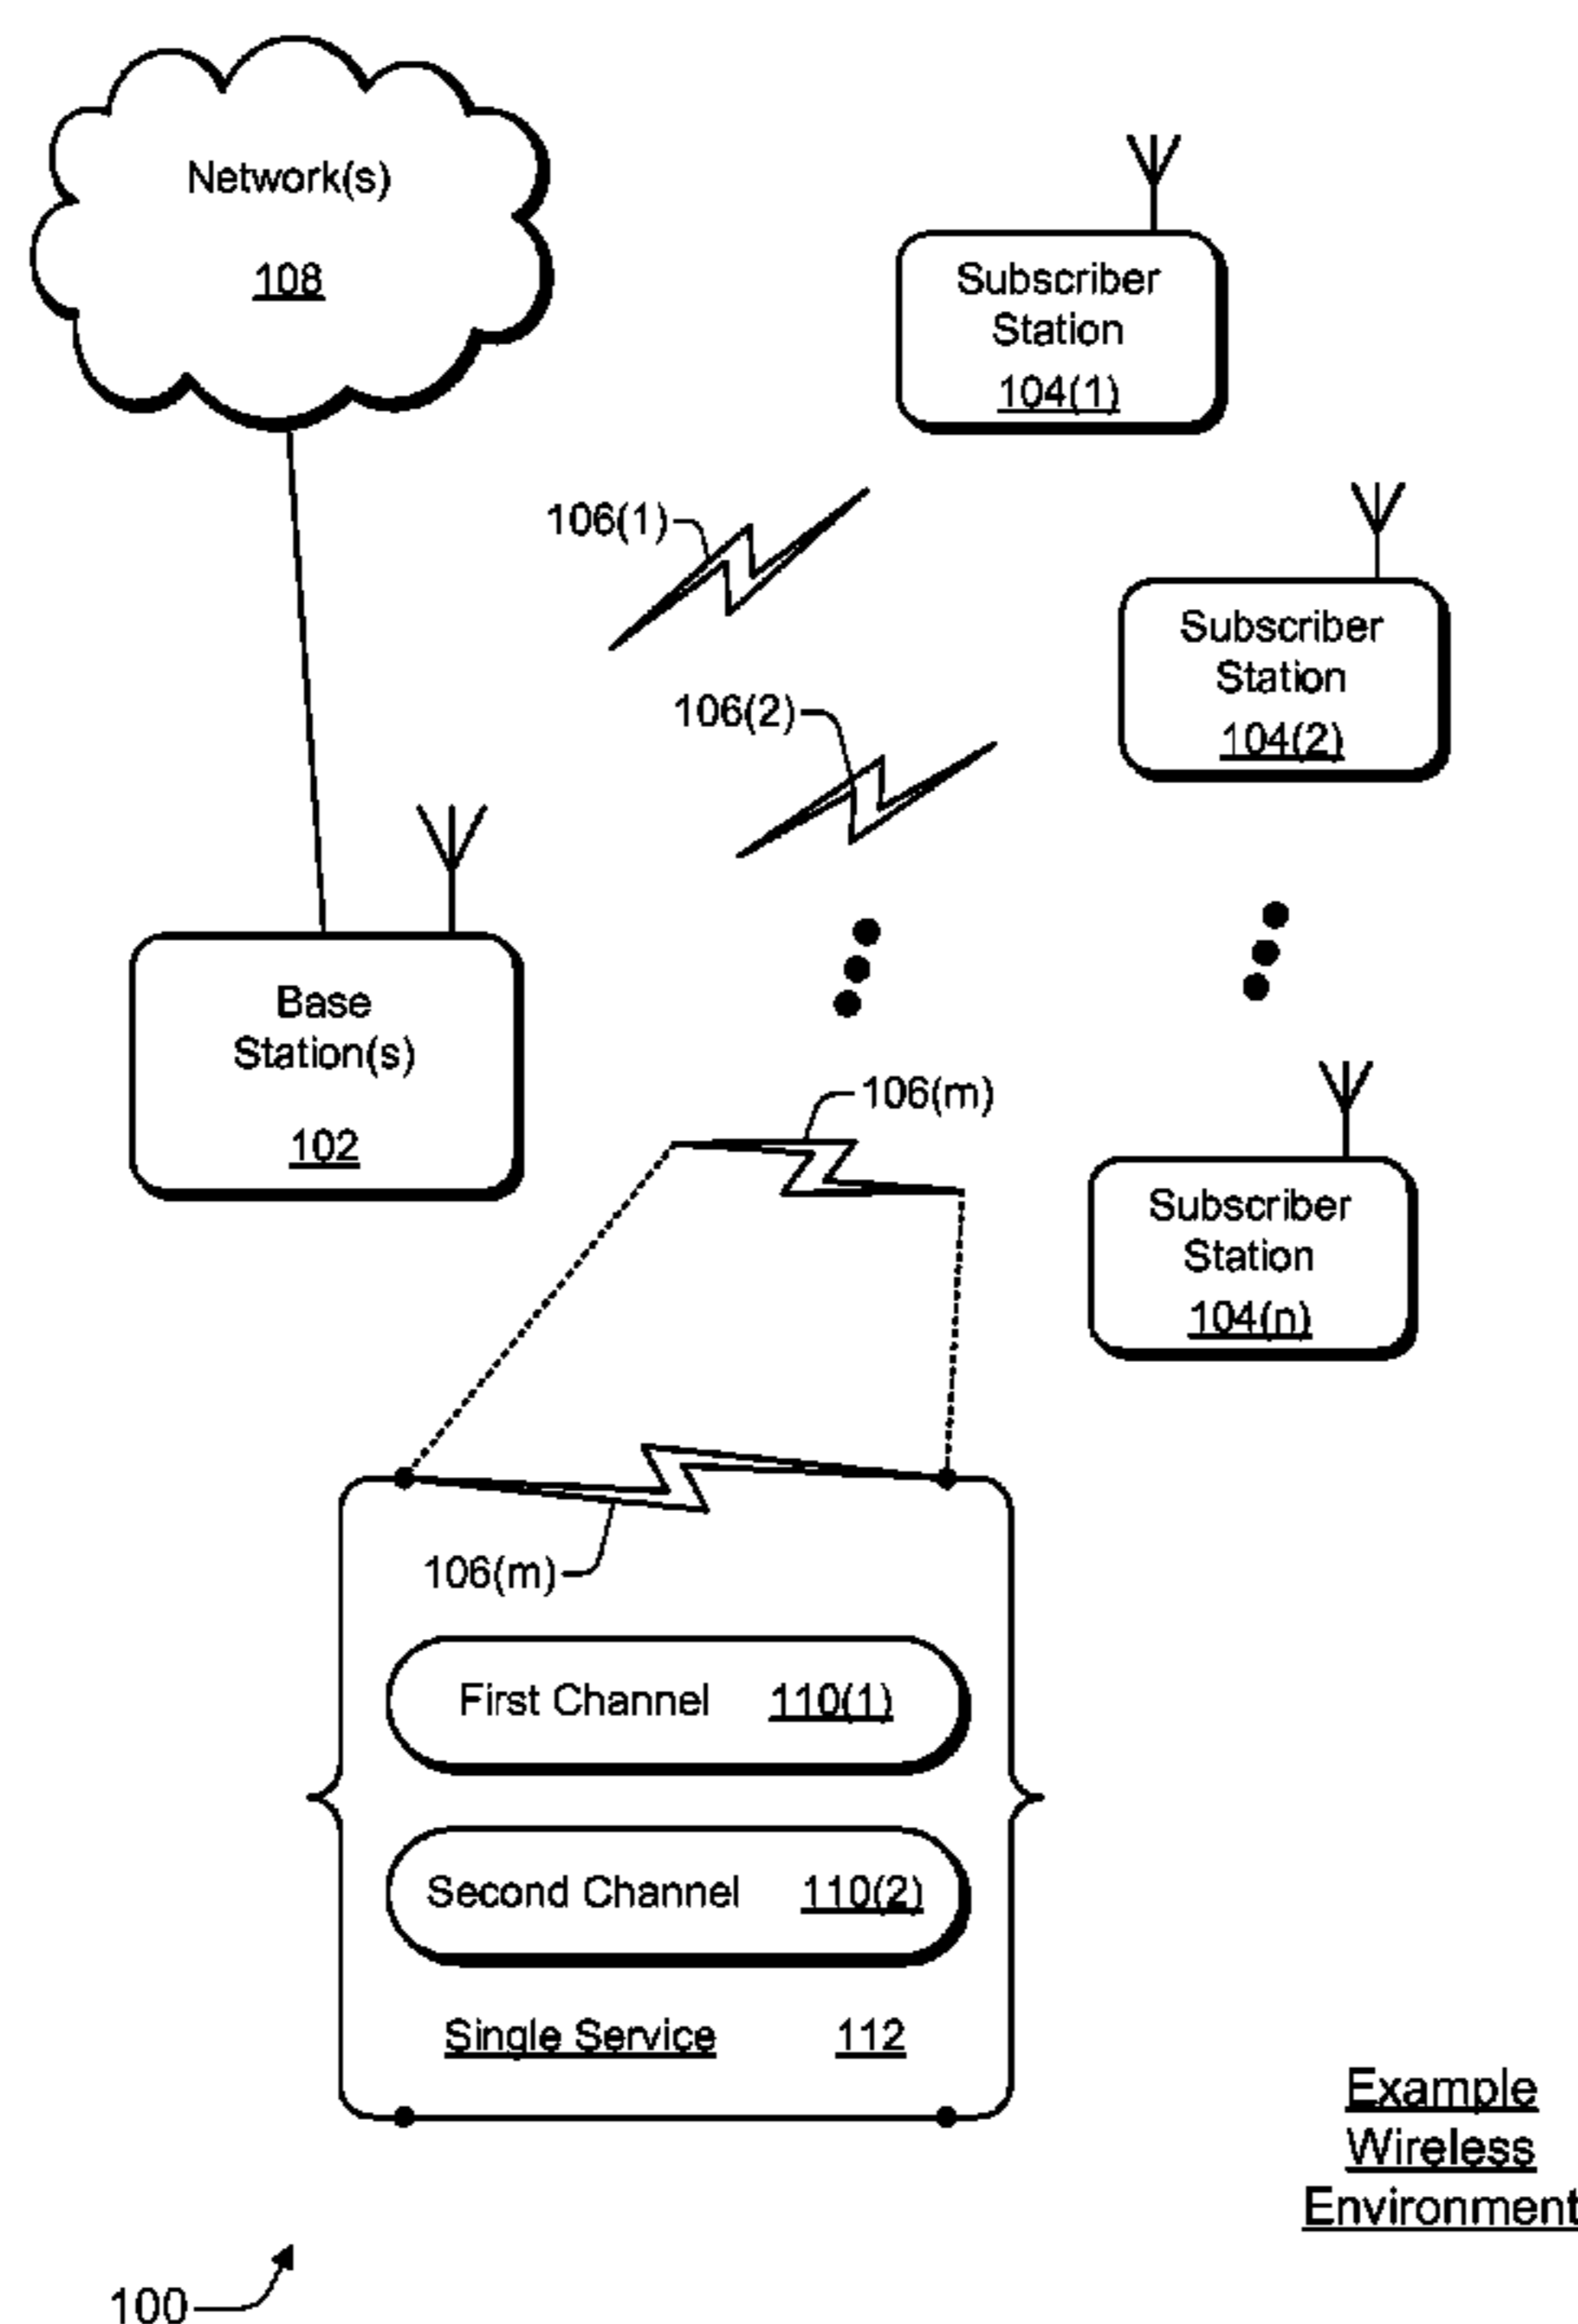 Network(s)
108
Subscriber
Station
104(1)
106(1)
Subscriber
Station
104(2)
106(2)
Base
Station(s)
102
106(m)
Subscriber
Station
104(n)
106(m)
First Channel 110(1)
Second Channel 110(2)
Single Service 112
Example
Wireless
Environment
100